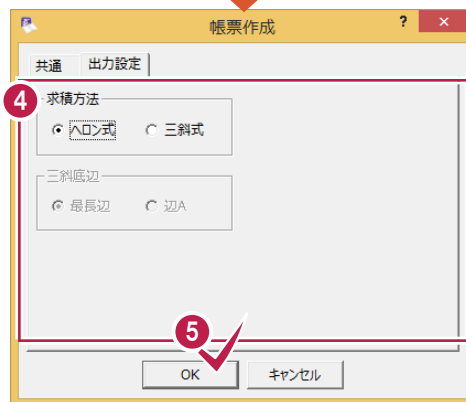 帳票作成
?
×
共通 出力設定
4
求積方法
ヘロン式 三斜式
三斜底辺
最長辺 辺A
5
OK キャンセル